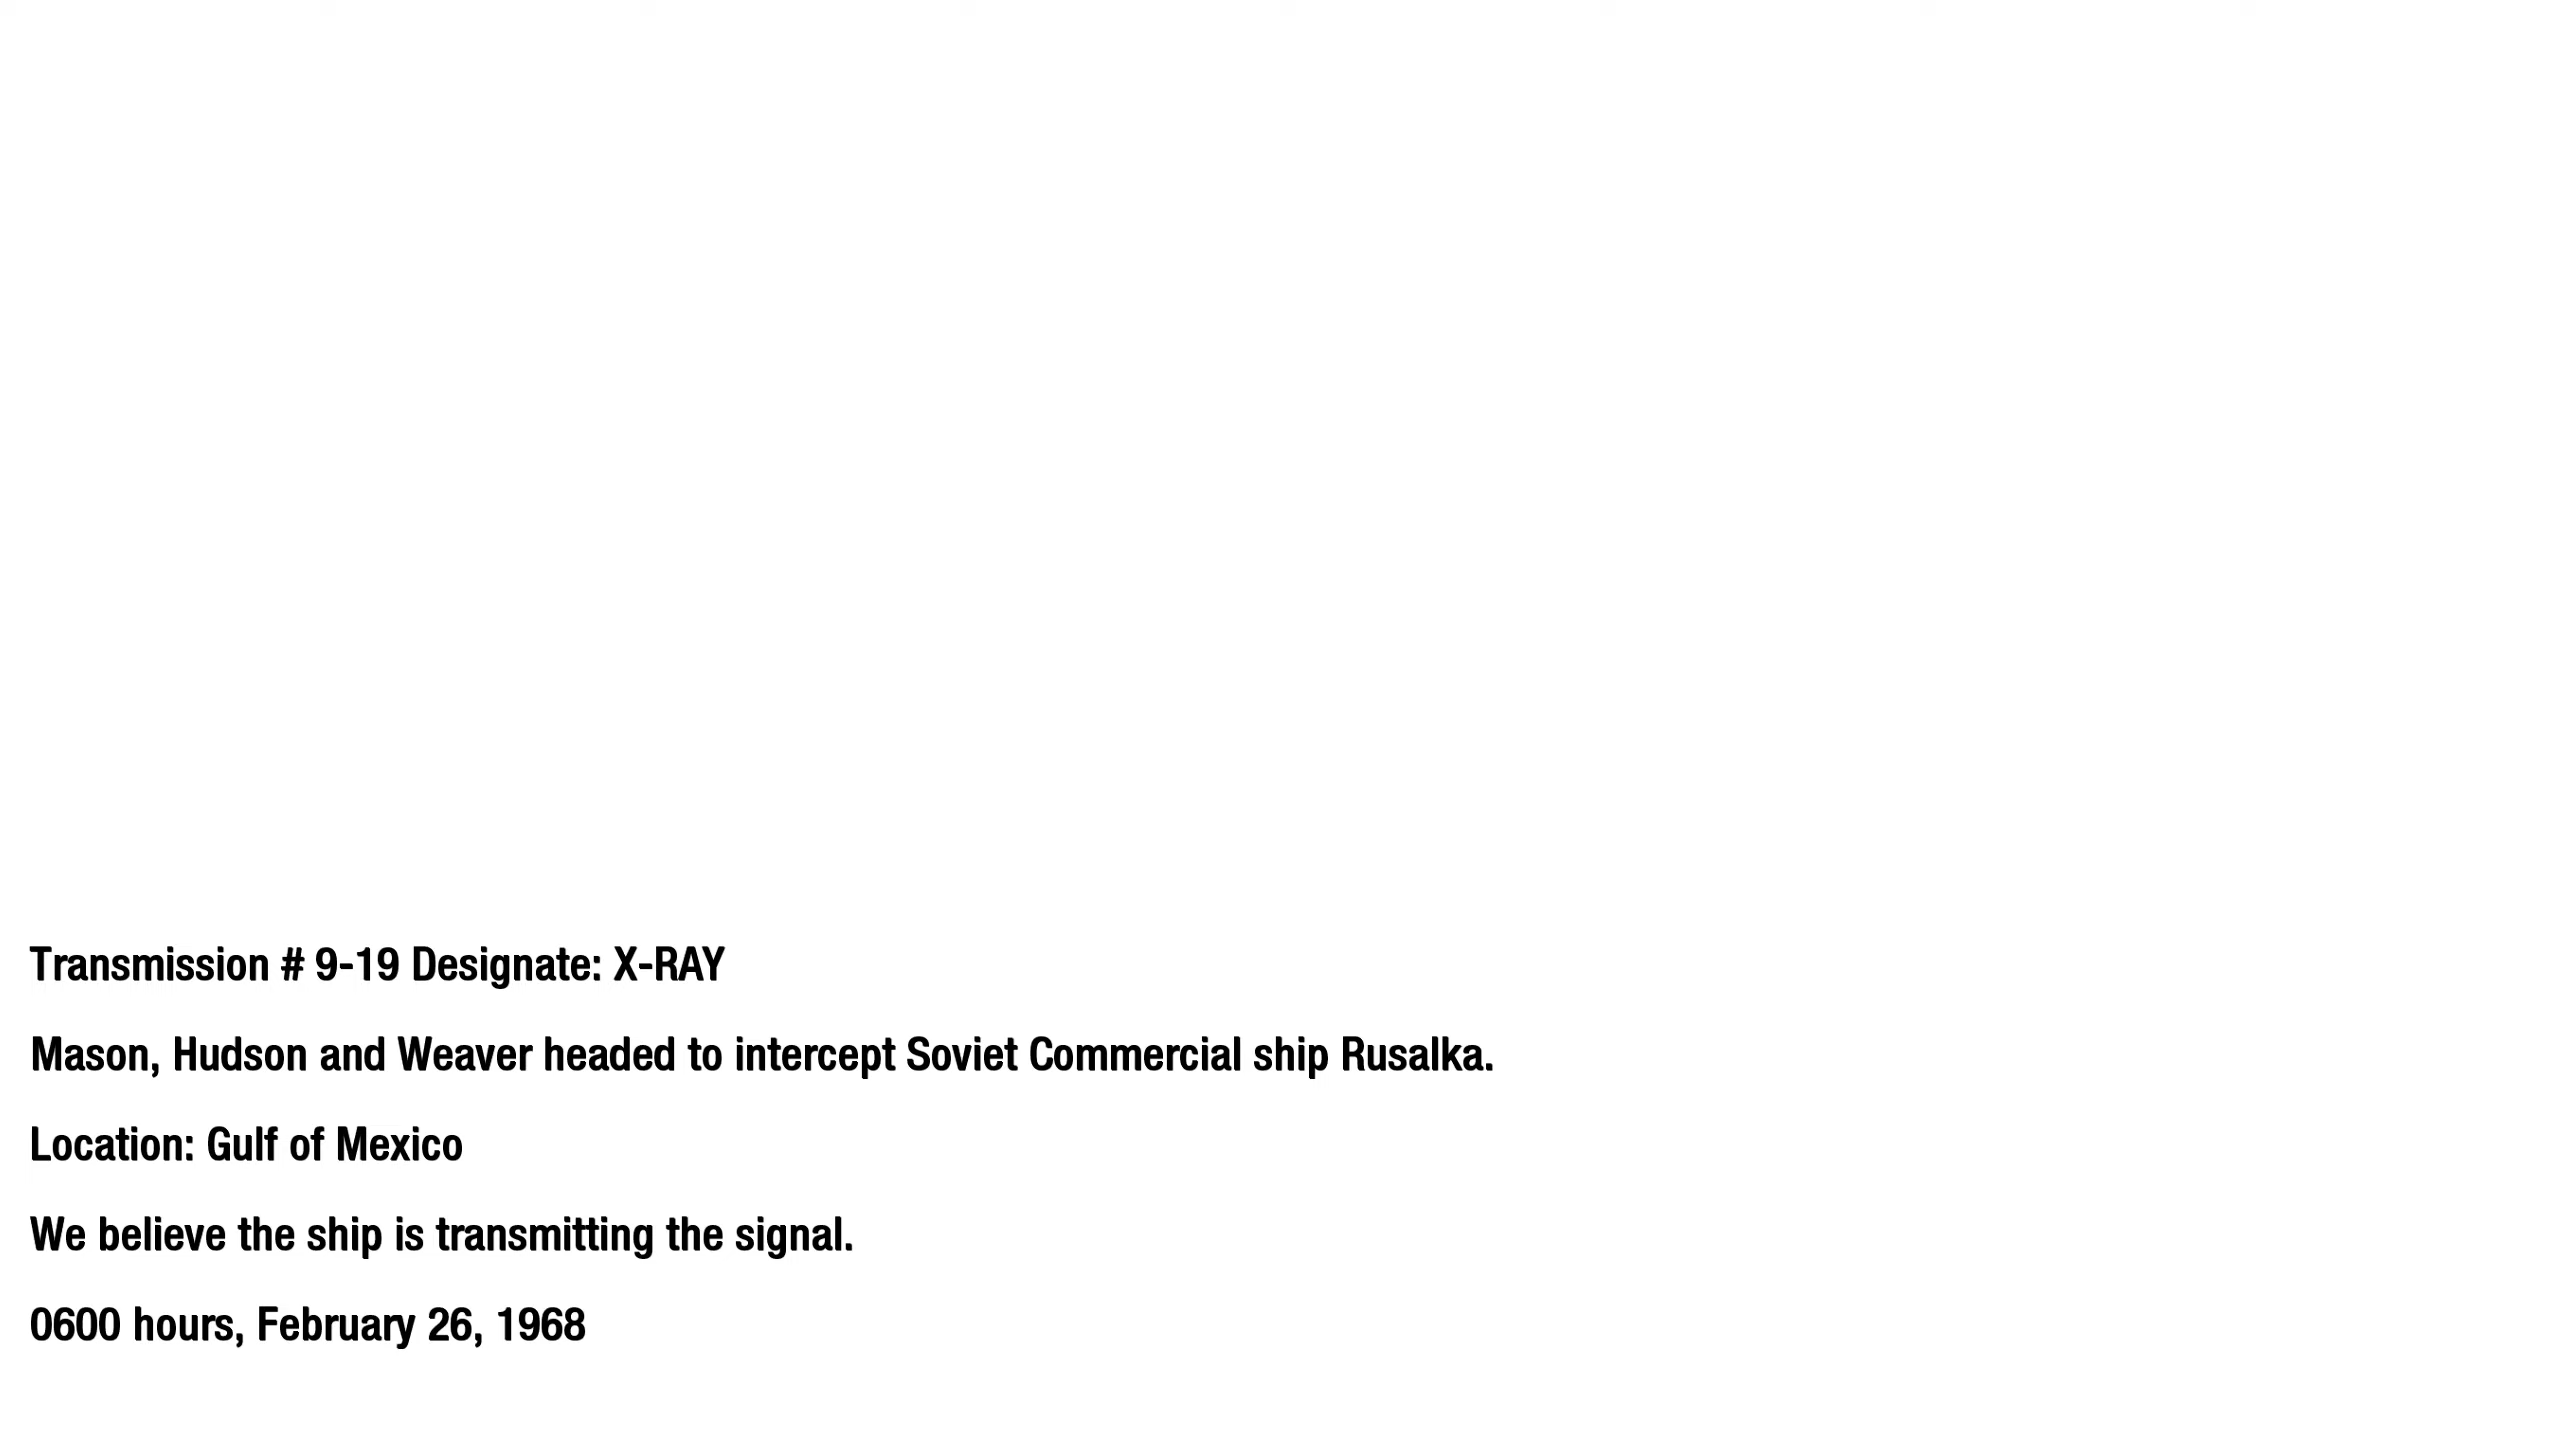 Transmission # 9-19 Designate: X-RAY
Mason, Hudson and Weaver headed to intercept Soviet Commercial ship Rusalka.
Location: Gulf of Mexico
We believe the ship is transmitting the signal.
0600 hours, February 26, 1968